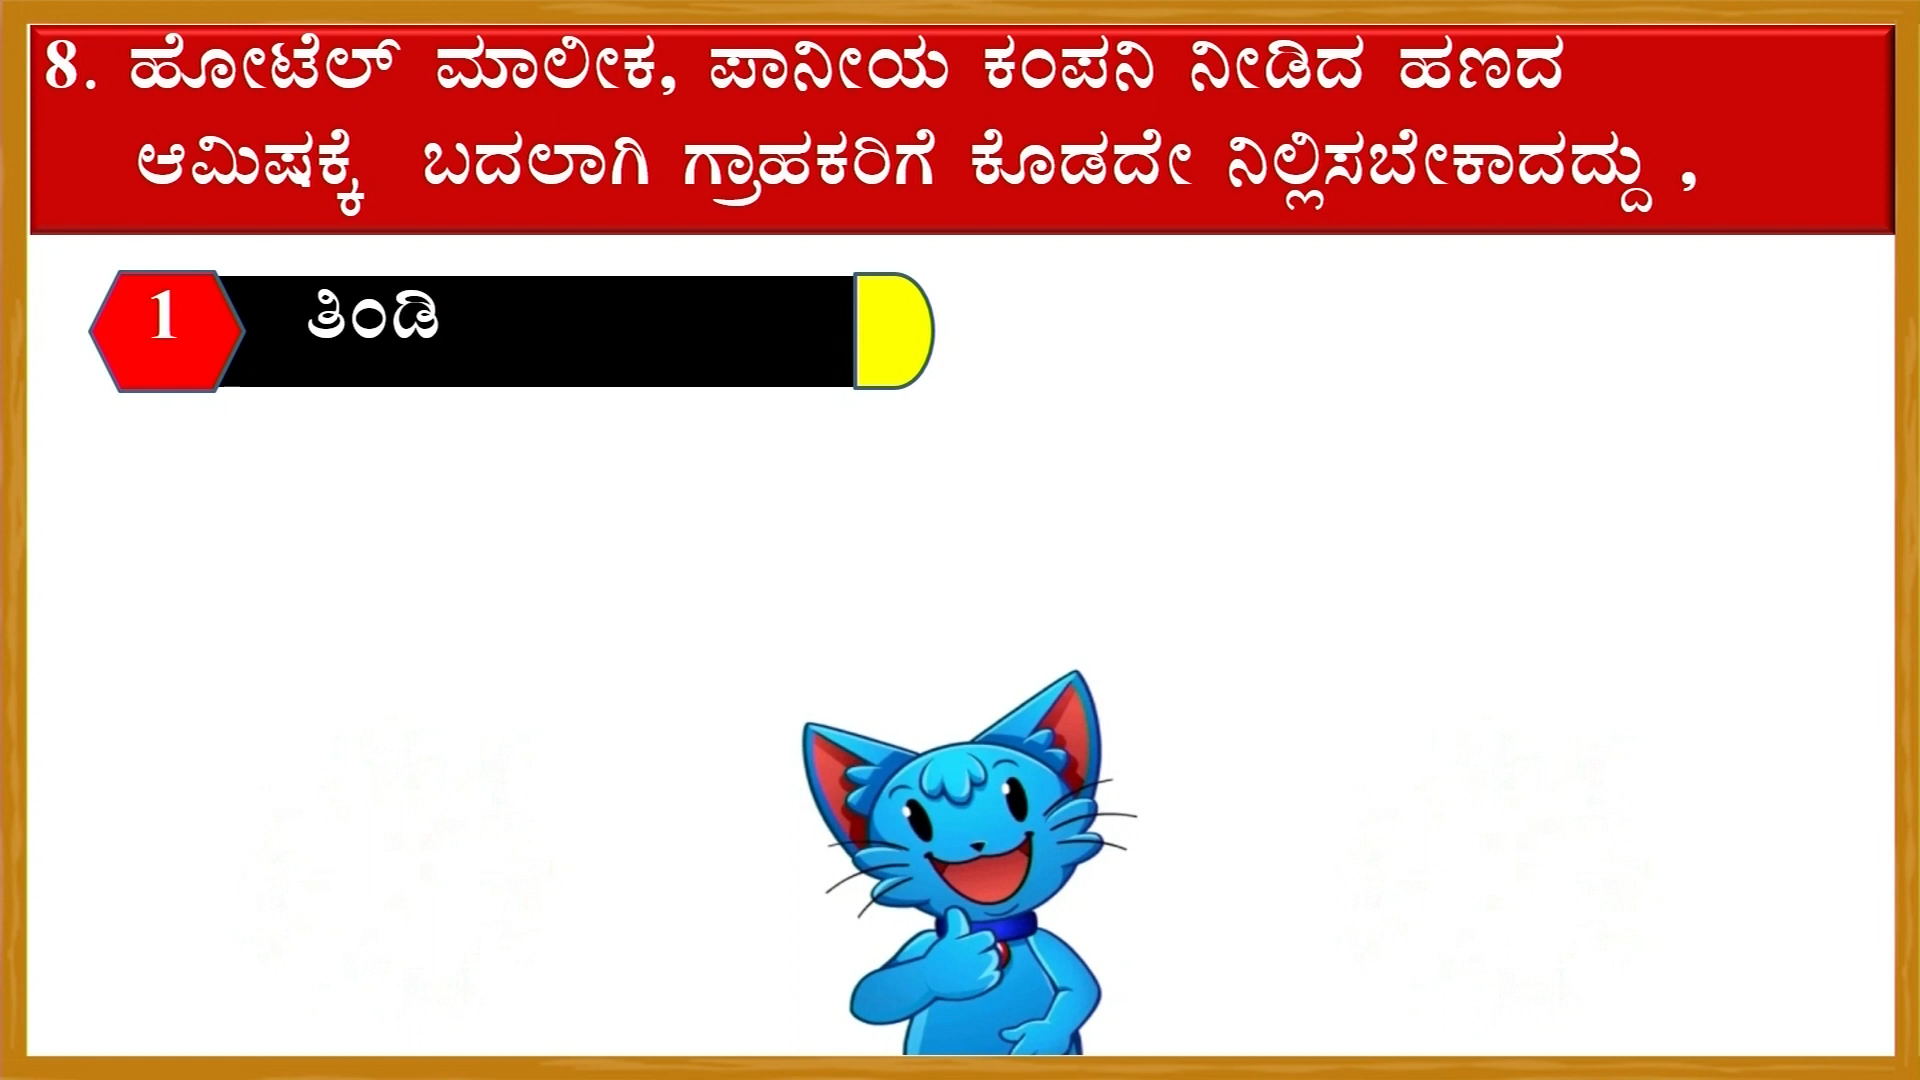 8. ಹೋಟೆಲ್ ಮಾಲೀಕ, ಪಾನೀಯ ಕಂಪನಿ ನೀಡಿದ ಹಣದ
ಆಮಿಷಕ್ಕೆ ಬದಲಾಗಿ ಗ್ರಾಹಕರಿಗೆ ಕೊಡದೇ ನಿಲ್ಲಿಸಬೇಕಾದದ್ದು ,
1 ತಿಂಡಿ